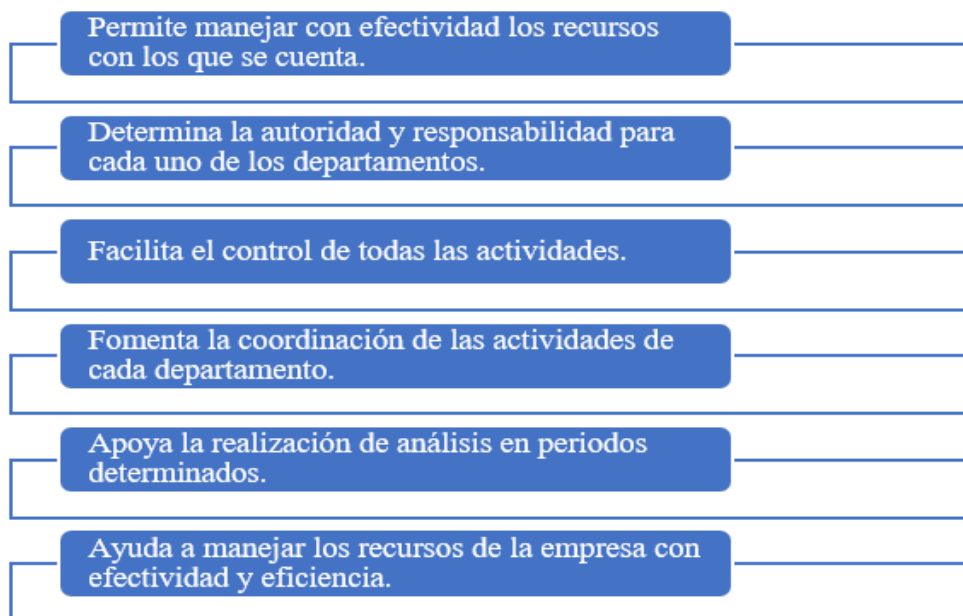 Permite manejar con efectividad los recursos
con los que se cuenta.
Determina la autoridad y responsabilidad para
cada uno de los departamentos.
Facilita el control de todas las actividades.
Fomenta la coordinación de las actividades de
cada departamento.
Apoya la realización de análisis en periodos
determinados.
Ayuda a manejar los recursos de la empresa con
efectividad y eficiencia.